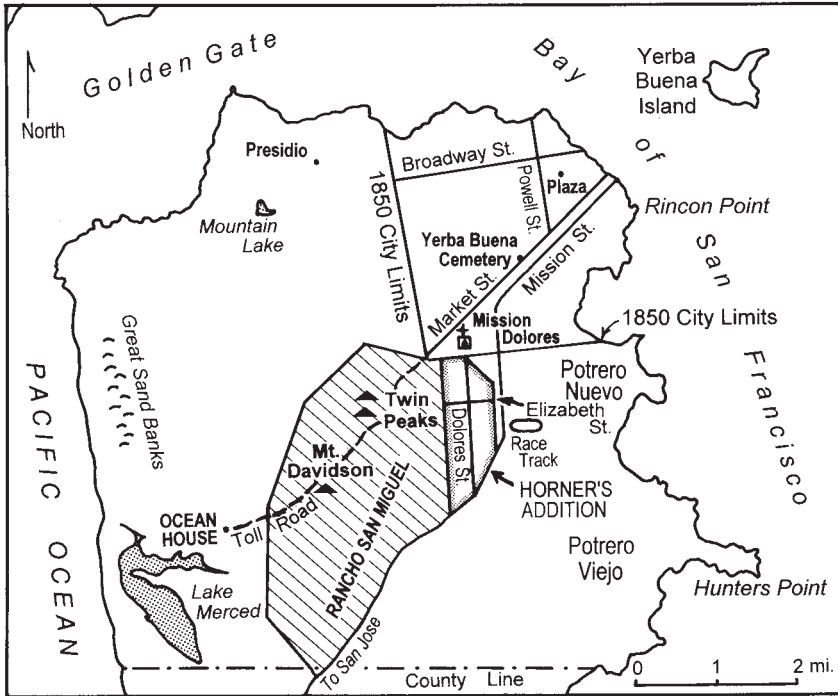 Golden Gate
Bay
of
San
Francisco
Yerba
Buena
Island
North
Presidio
Mountain
Lake
1850 City Limits
Broadway St.
Powell St.
Plaza
Rincon Point
Yerba Buena
Cemetery
Market St.
Mission St.
Mission
Dolores
1850 City Limits
Great Sand Banks
PACIFIC OCEAN
Twin
Peaks
Potrero
Nuevo
Elizabeth
St.
Dolores St.
Race
Track
Mt.
Davidson
HORNER'S
ADDITION
OCEAN
HOUSE
Toll Road
RANCHO SAN MIGUEL
Potrero
Viejo
Lake
Merced
Hunters Point
To San Jose
County Line
0 1 2 mi.